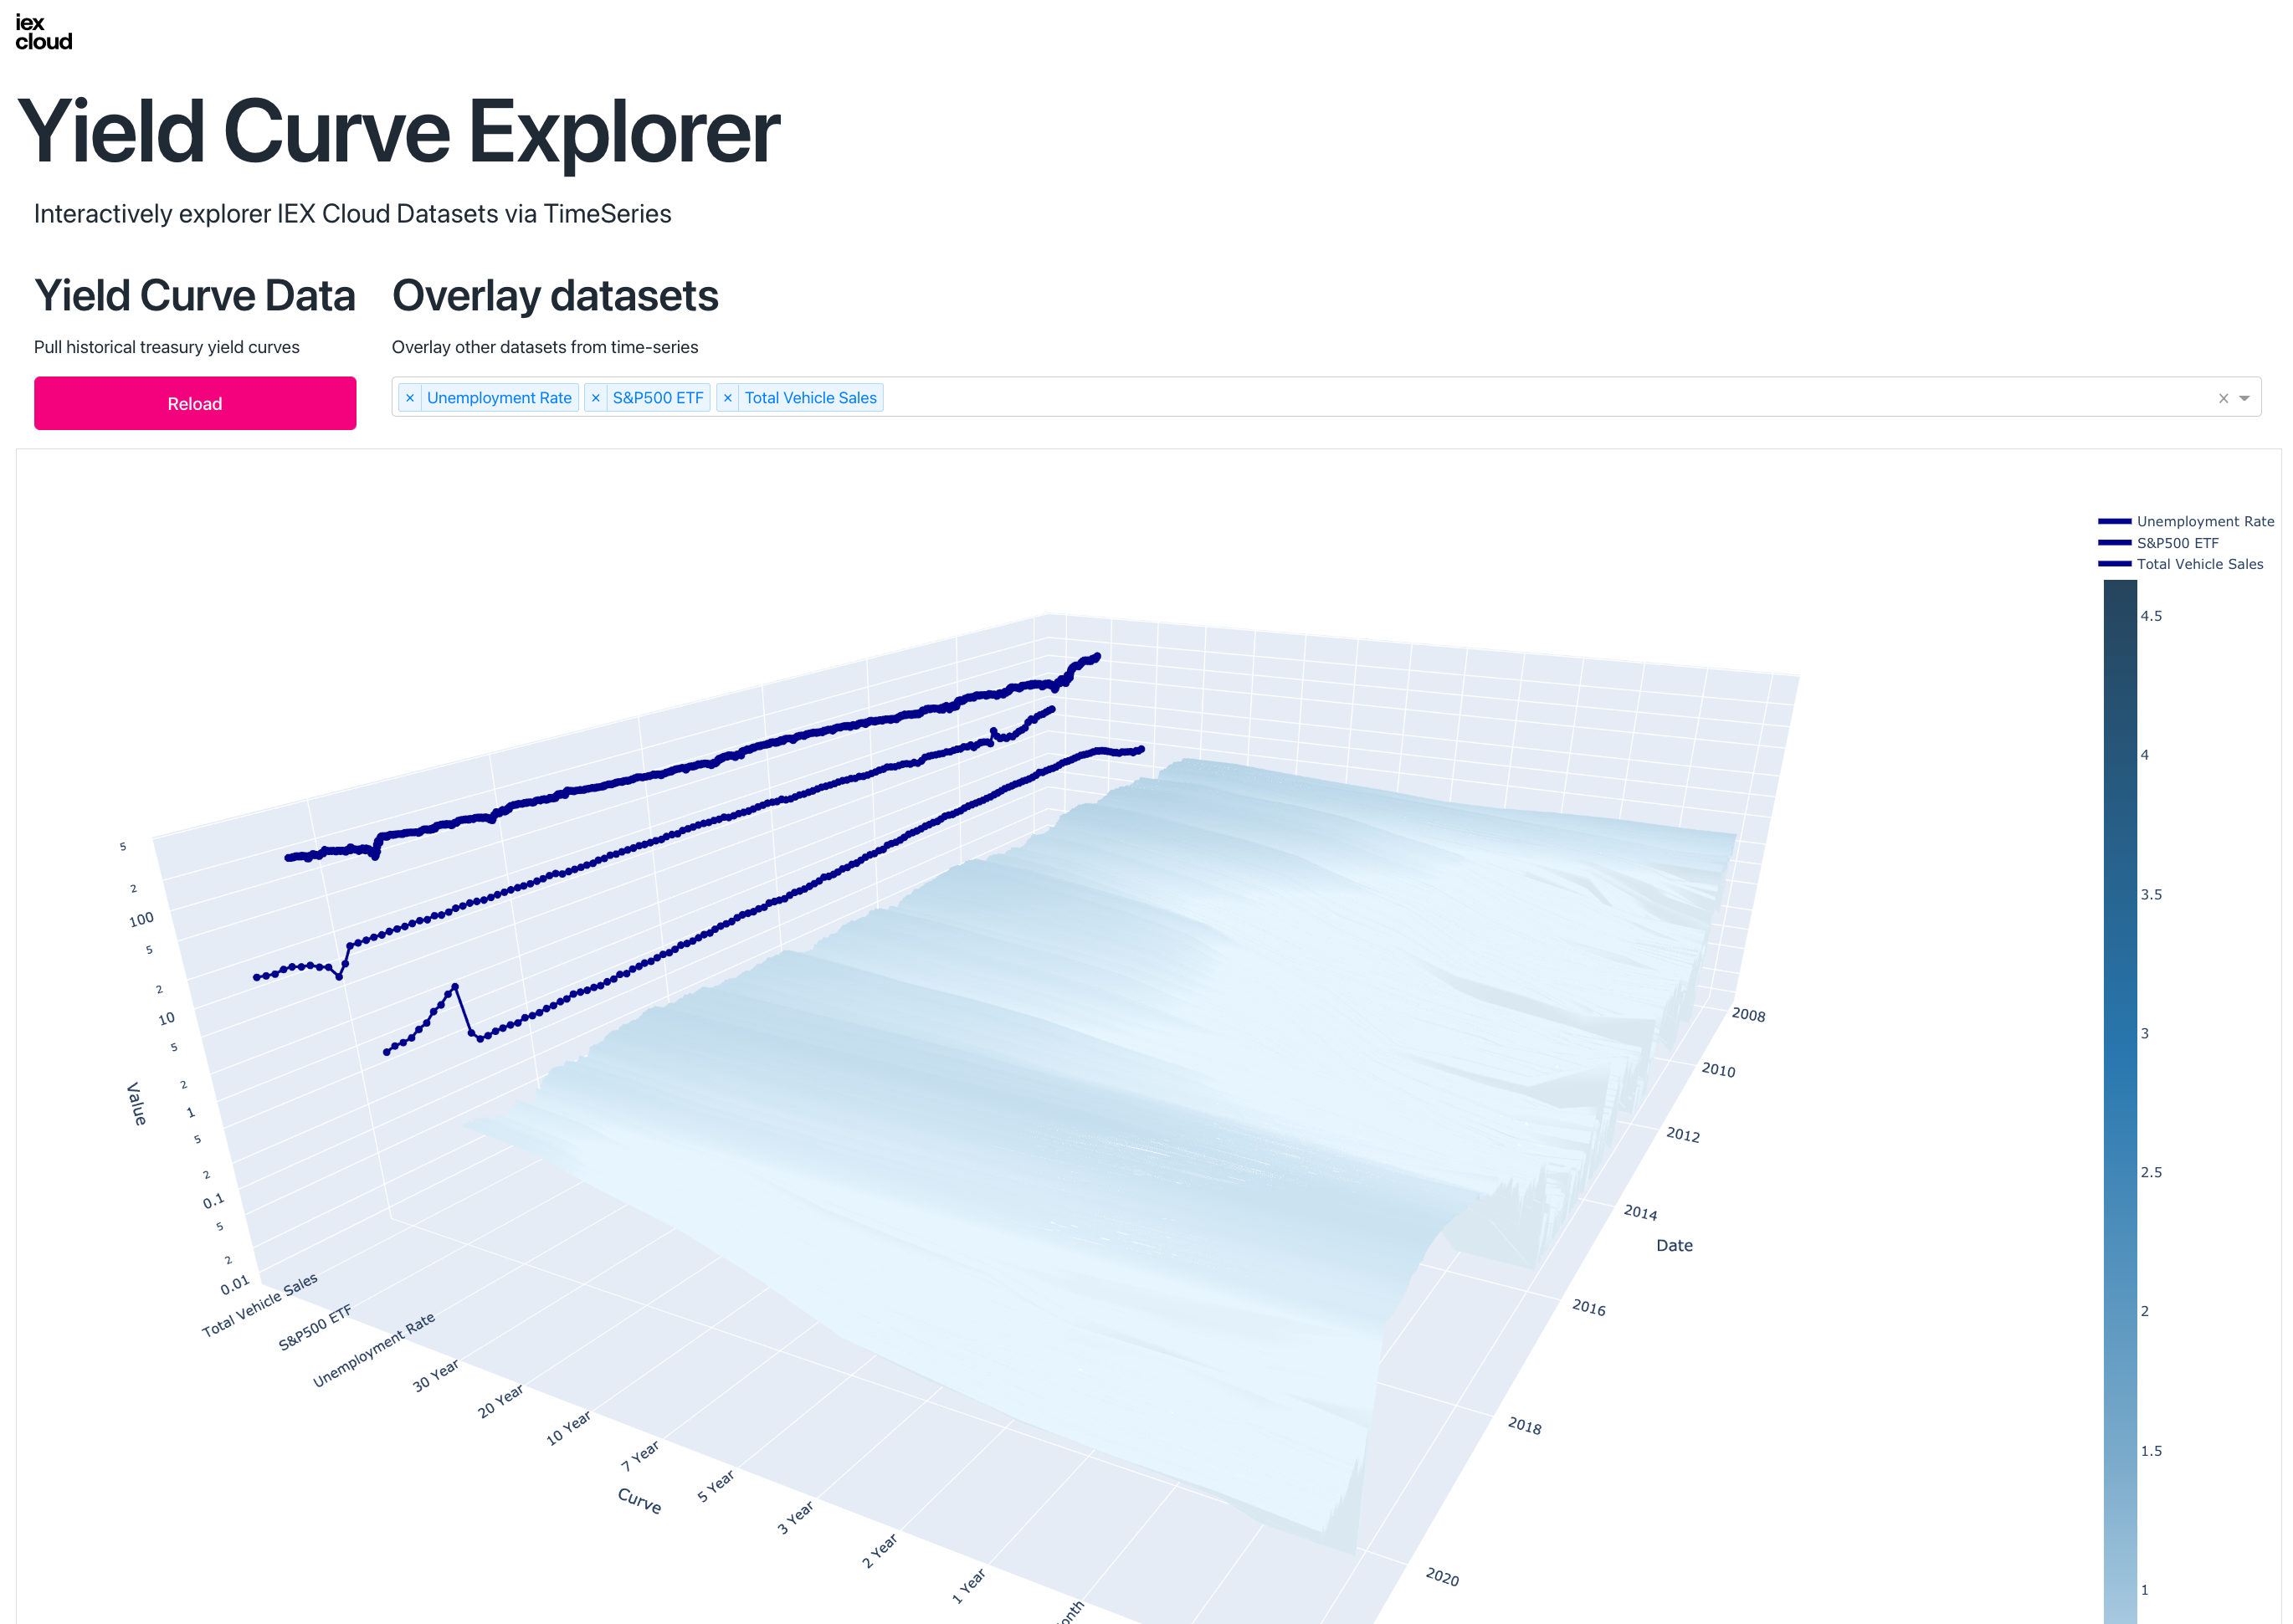 iex
cloud
Yield Curve Explorer
Interactively explorer IEX Cloud Datasets via TimeSeries
Yield Curve Data
Overlay datasets
Pull historical treasury yield curves
Overlay other datasets from time-series
Reload
× Unemployment Rate × S&P500 ETF × Total Vehicle Sales
Unemployment Rate
S&P500 ETF
Total Vehicle Sales
4.5
4
3.5
3
2.5
2
1.5
1
5
2
100
5
2
10
5
2
1
5
2
0.1
5
2
0.01
Value
Total Vehicle Sales
S&P500 ETF
Unemployment Rate
30 Year
20 Year
10 Year
7 Year
5 Year
3 Year
2 Year
1 Year
Curve
2008
2010
2012
2014
2016
2018
2020
Date